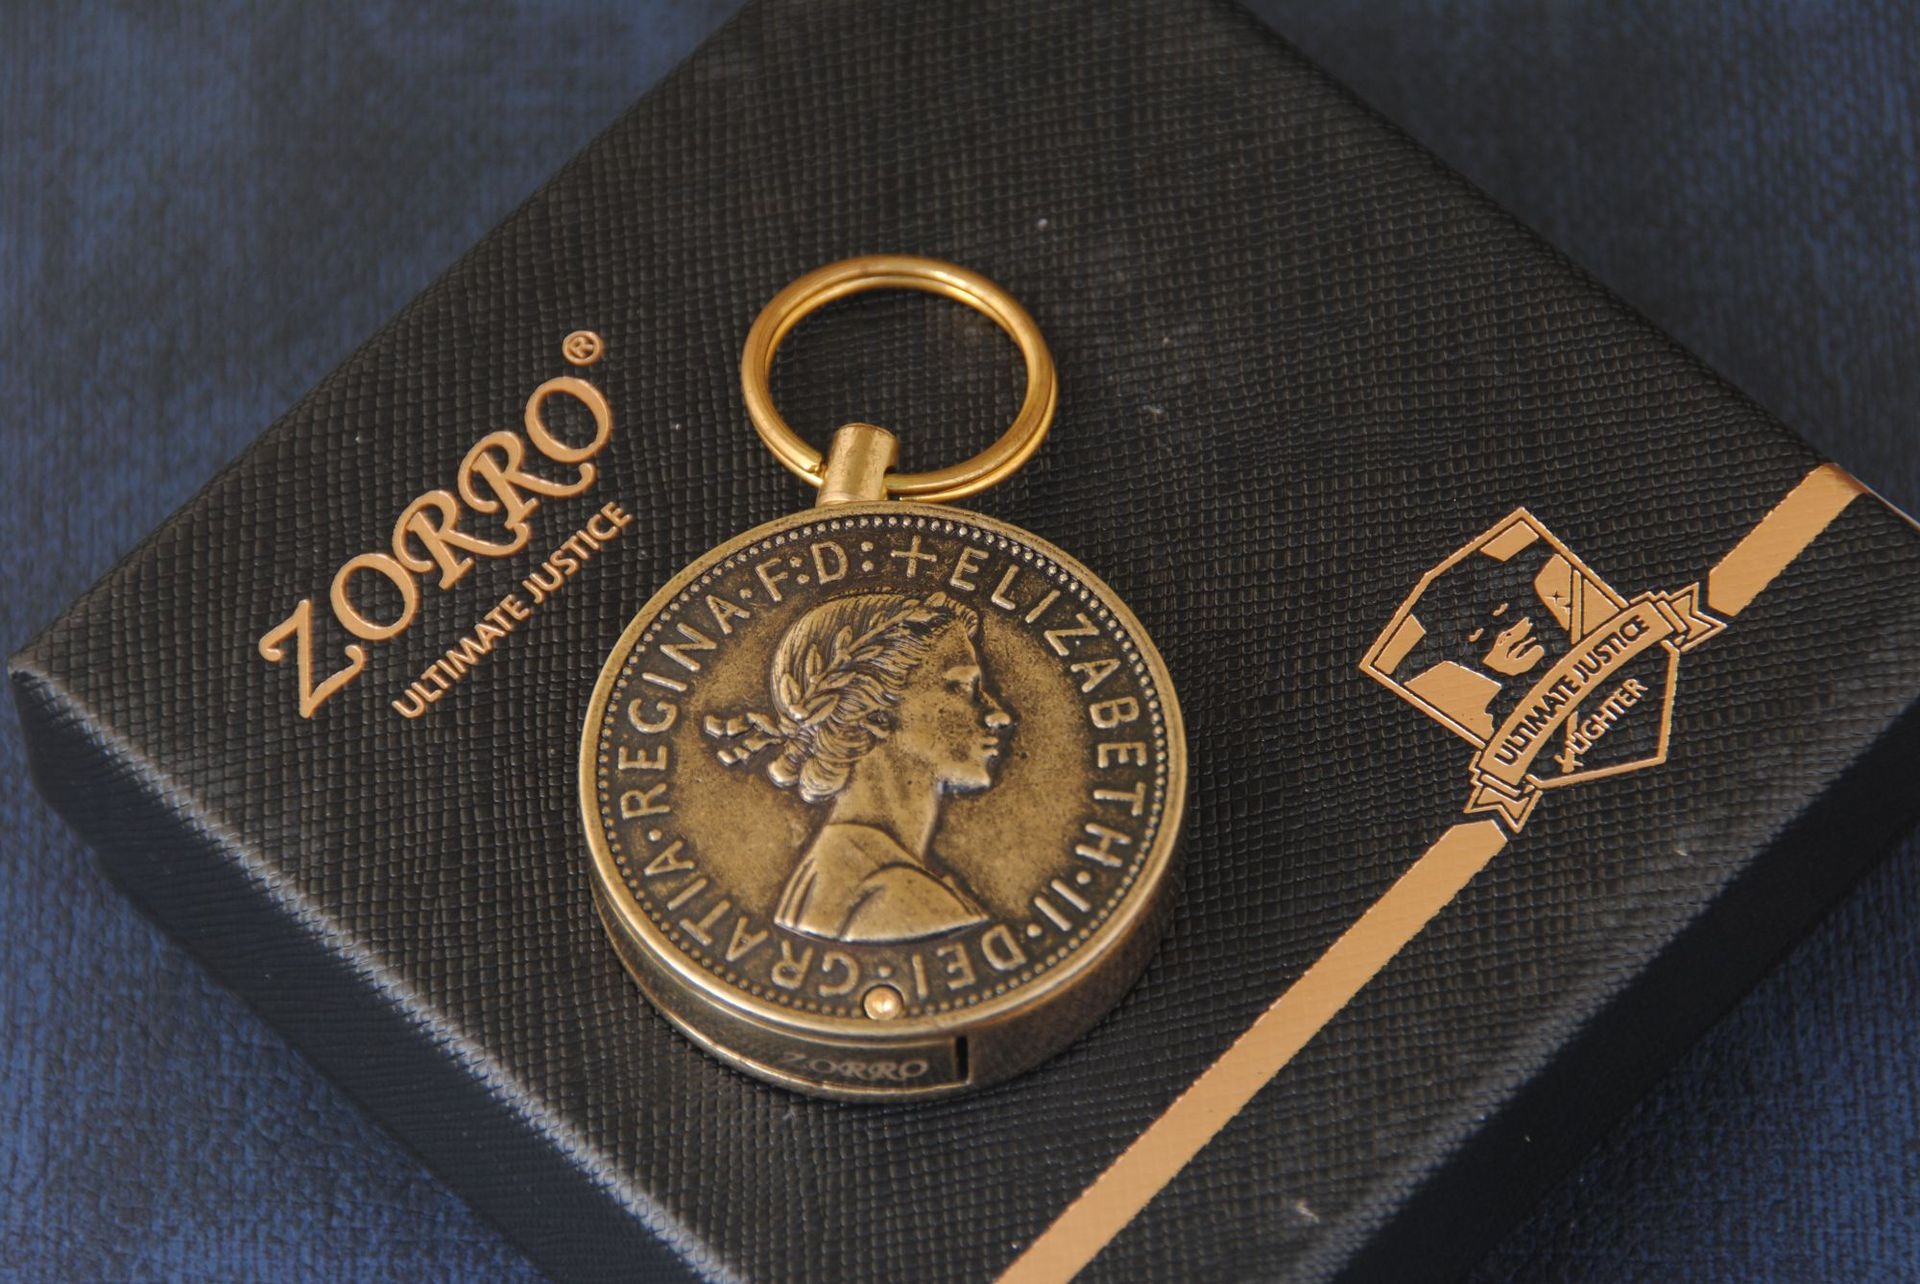 ZORRO®
ULTIMATE JUSTICE
+ELIZABETH·II·DEI·GRATIA·REGINA·F:D:
ZORRO
ULTIMATE JUSTICE
LIGHTER